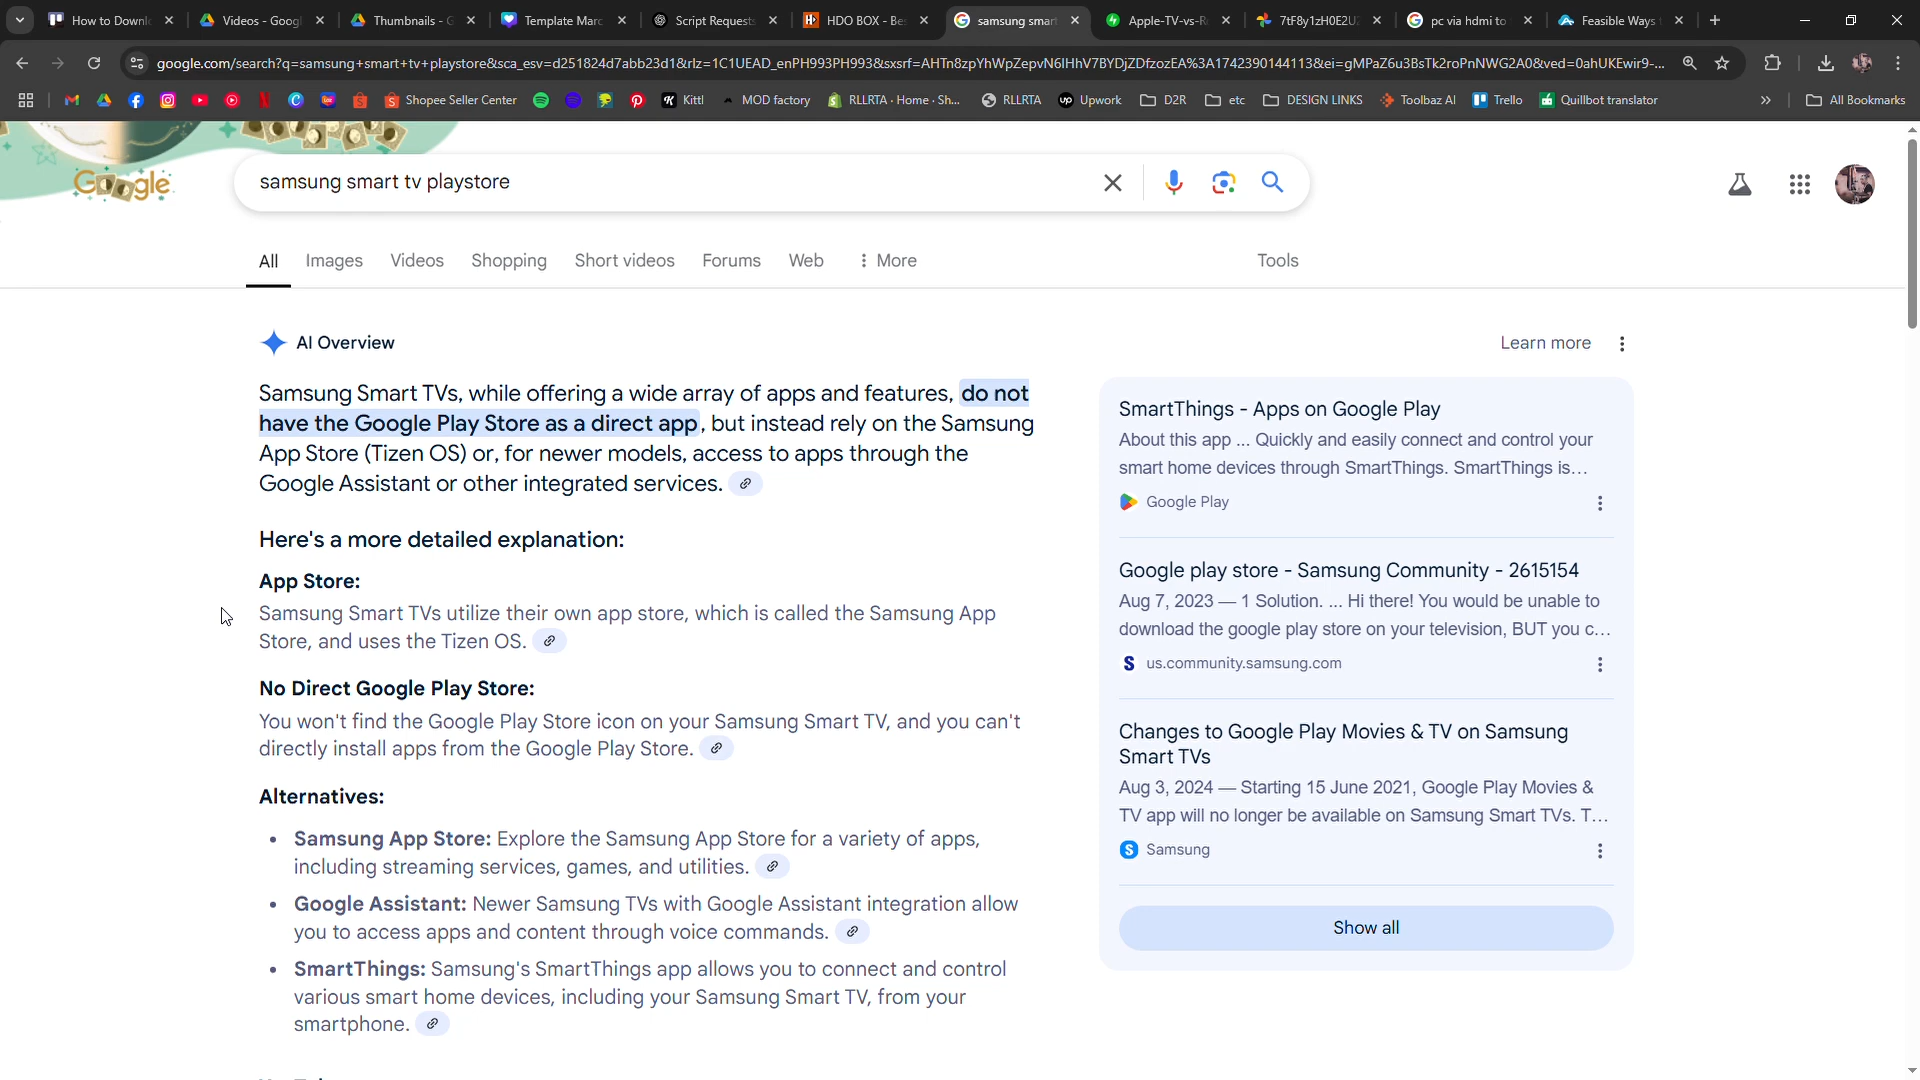 How to Downl
Videos - Googl
Thumbnails - G
Template Marc
Script Requests
HDO BOX - Be
samsung smart
Apple-TV-vs-R
7tF8y1zH0E2U
pc via hdmi to
Feasible Ways
google.com/search?q=samsung+smart+tv+playstore&sca_esv=d251824d7abb23d1&rlz=1C1UEAD_enPH993PH993&sxsrf=AHTn8zpYhWpZepvN6IHhV7BYDjZDfzozEA%3A1742390144113&ei=gMPaZ6u3BsTk2roPnNWG2A0&ved=0ahUKEwir9-...
Shopee Seller Center
Kittl
MOD factory
RLLRTA - Home - Sh...
RLLRTA
Upwork
D2R
etc
DESIGN LINKS
Toolbaz AI
Trello
Quillbot translator
All Bookmarks
Google
samsung smart tv playstore
All
Images
Videos
Shopping
Short videos
Forums
Web
More
Tools
AI Overview
Learn more
Samsung Smart TVs, while offering a wide array of apps and features, do not
have the Google Play Store as a direct app, but instead rely on the Samsung
App Store (Tizen OS) or, for newer models, access to apps through the
Google Assistant or other integrated services.
Here's a more detailed explanation:
App Store:
Samsung Smart TVs utilize their own app store, which is called the Samsung App
Store, and uses the Tizen OS.
No Direct Google Play Store:
You won't find the Google Play Store icon on your Samsung Smart TV, and you can't
directly install apps from the Google Play Store.
Alternatives:
• Samsung App Store: Explore the Samsung App Store for a variety of apps,
including streaming services, games, and utilities.
• Google Assistant: Newer Samsung TVs with Google Assistant integration allow
you to access apps and content through voice commands.
• SmartThings: Samsung's SmartThings app allows you to connect and control
various smart home devices, including your Samsung Smart TV, from your
smartphone.
SmartThings - Apps on Google Play
About this app ... Quickly and easily connect and control your
smart home devices through SmartThings. SmartThings is...
Google Play
Google play store - Samsung Community - 2615154
Aug 7, 2023 — 1 Solution. ... Hi there! You would be unable to
download the google play store on your television, BUT you c...
us.community.samsung.com
Changes to Google Play Movies & TV on Samsung
Smart TVs
Aug 3, 2024 — Starting 15 June 2021, Google Play Movies &
TV app will no longer be available on Samsung Smart TVs. T...
Samsung
Show all